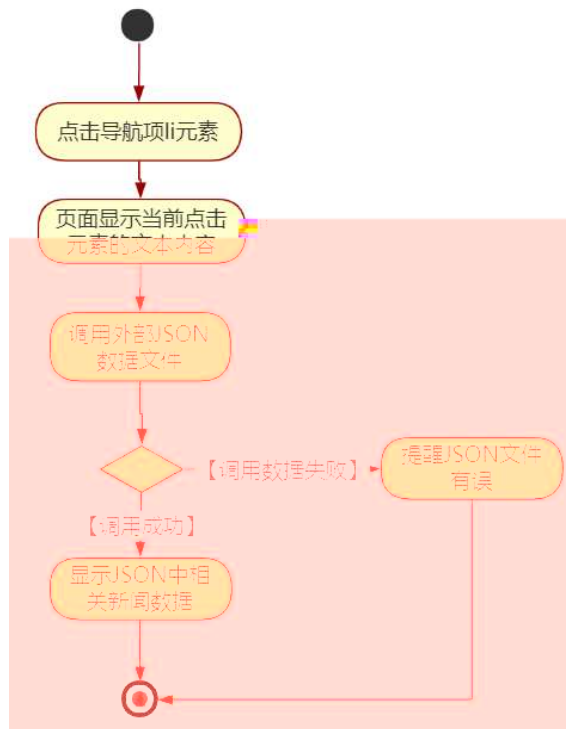 点击导航项li元素
页面显示当前点击
元素的文本内容
调用外部JSON
数据文件
【调用数据失败】
提醒JSON文件
有误
【调用成功】
显示JSON中相
关新闻数据